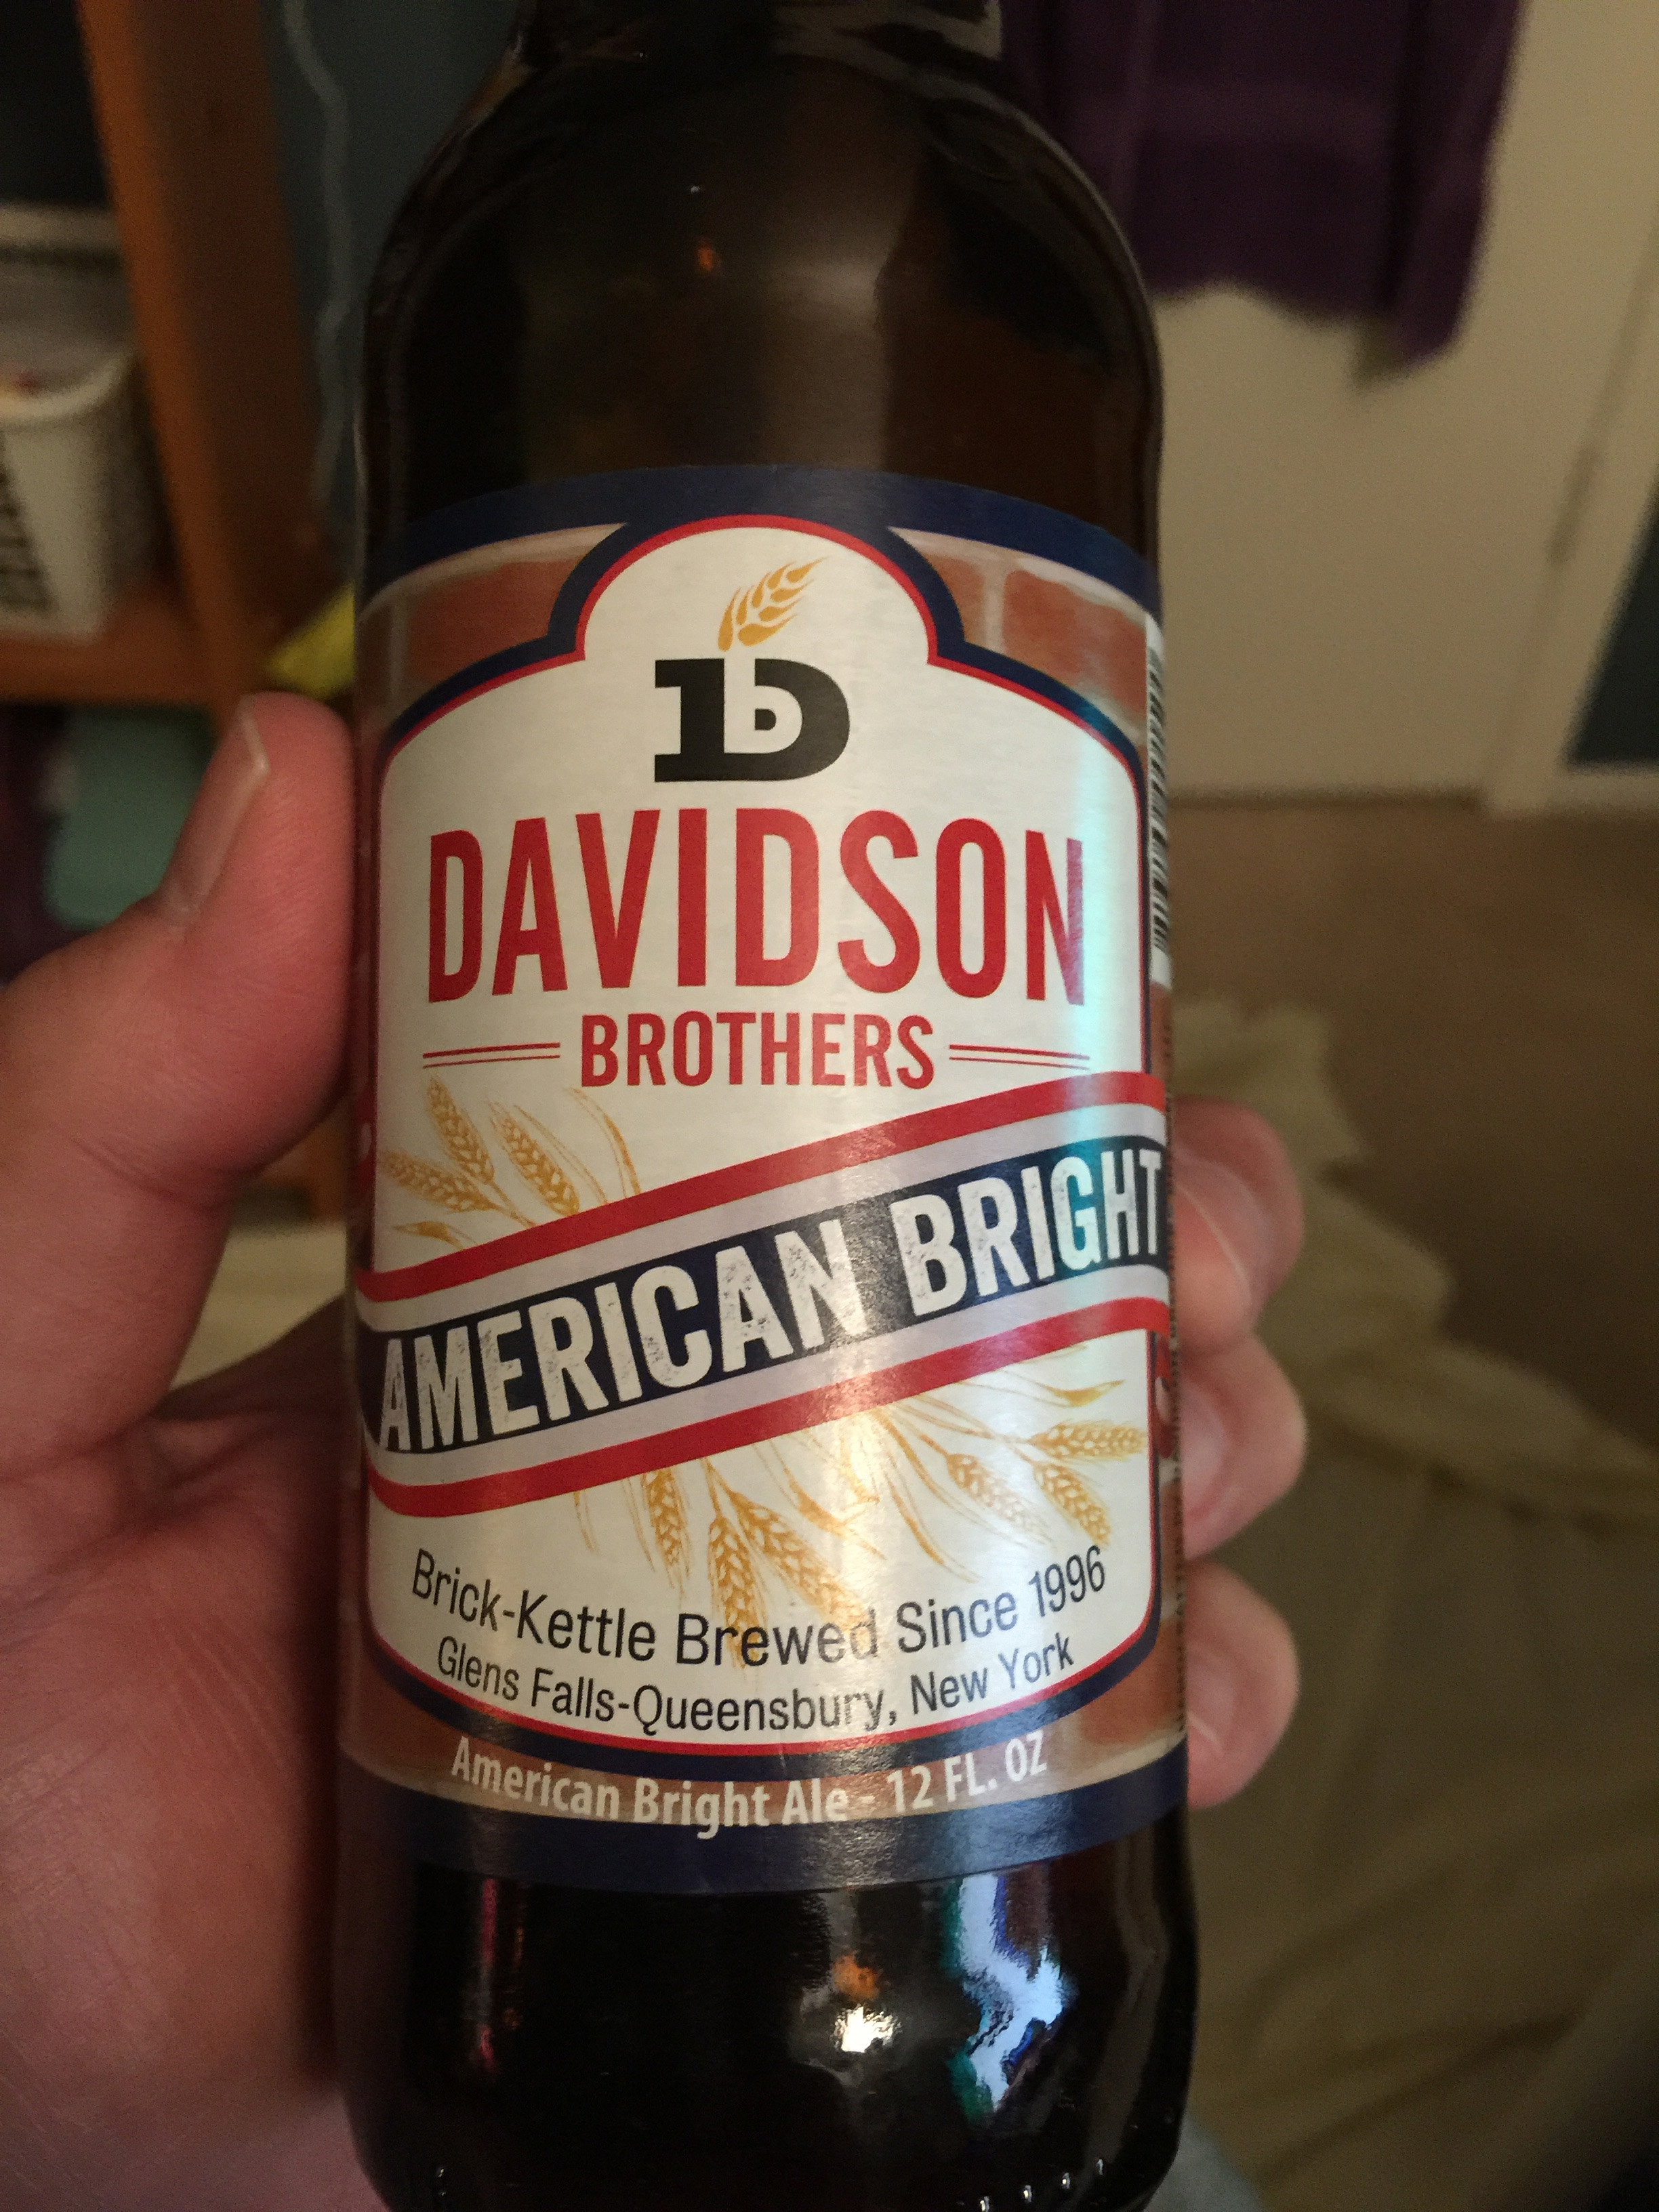 Db
DAVIDSON
BROTHERS
AMERICAN BRIGHT
Brick-Kettle Brewed Since 1996
Glens Falls-Queensbury, New York
American Bright Ale - 12 FL. OZ